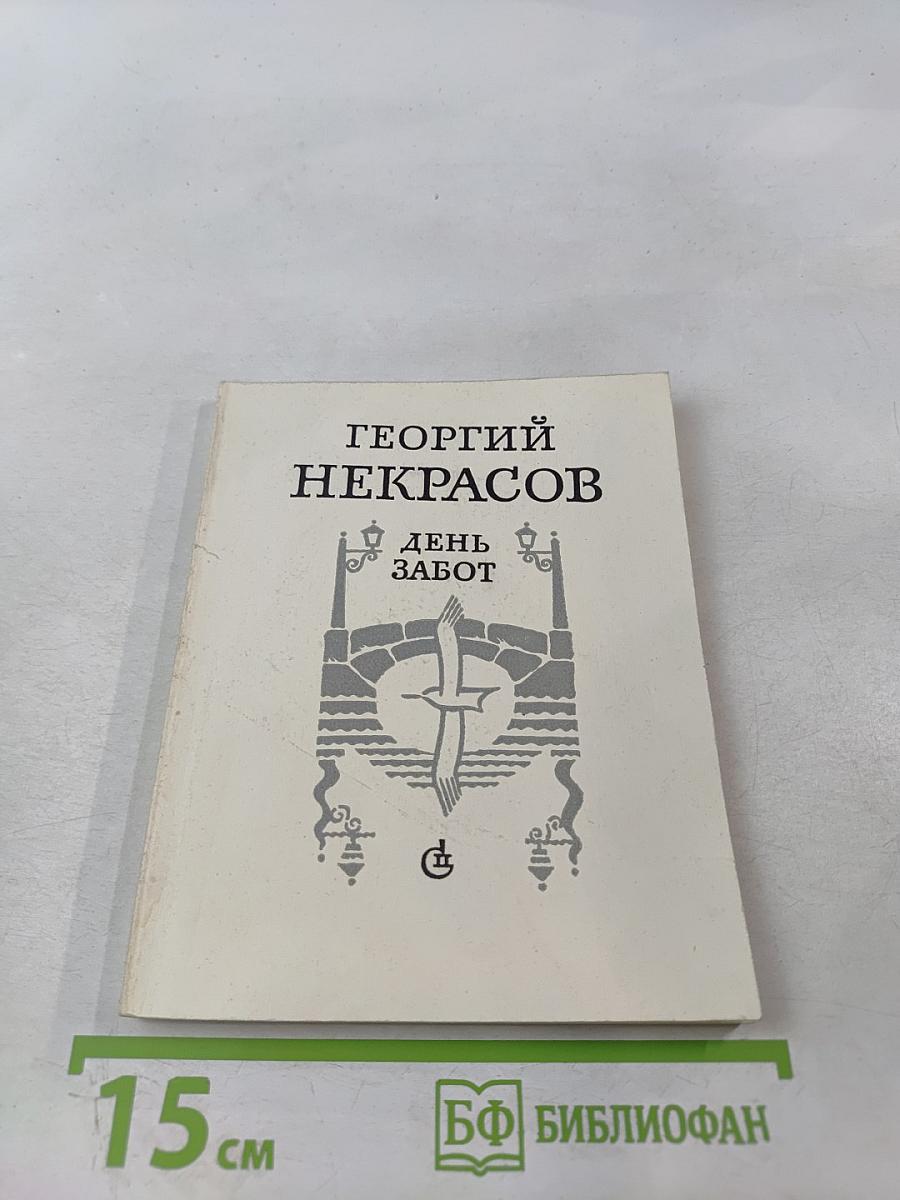 ГЕОРГИЙ
НЕКРАСОВ
ДЕНЬ
ЗАБОТ
15 см
БФ БИБЛИОФАН